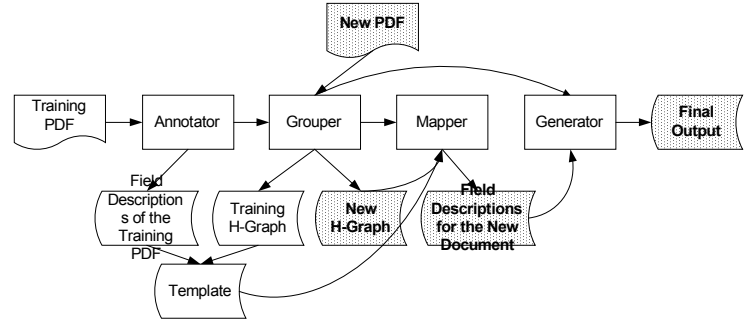 New PDF
Training
PDF
Annotator
Grouper
Mapper
Generator
Final
Output
Field
Description
s of the
Training
PDF
Training
H-Graph
New
H-Graph
Field
Descriptions
for the New
Document
Template